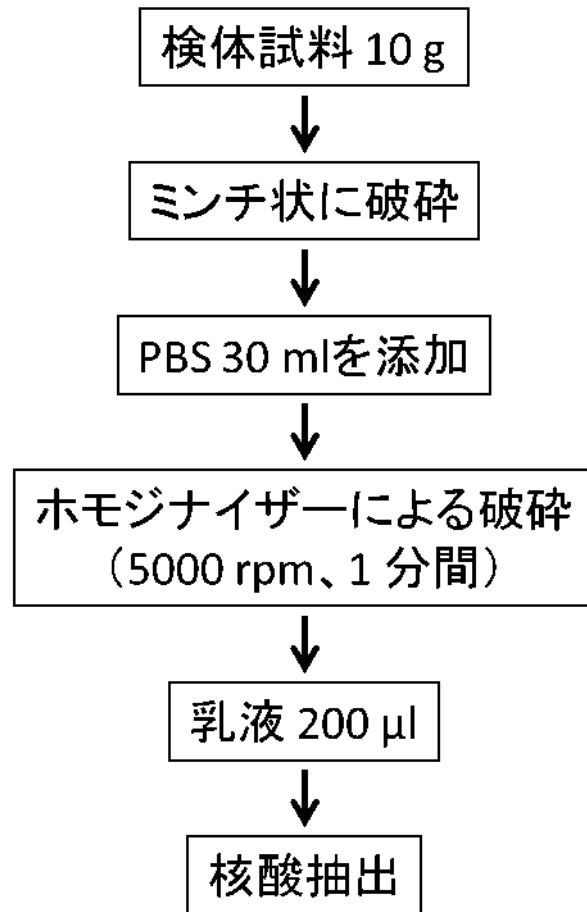 検体試料 10 g
ミンチ状に破砕
PBS 30 mlを添加
ホモジナイザーによる破砕
（5000 rpm、1 分間）
乳液 200 μl
核酸抽出